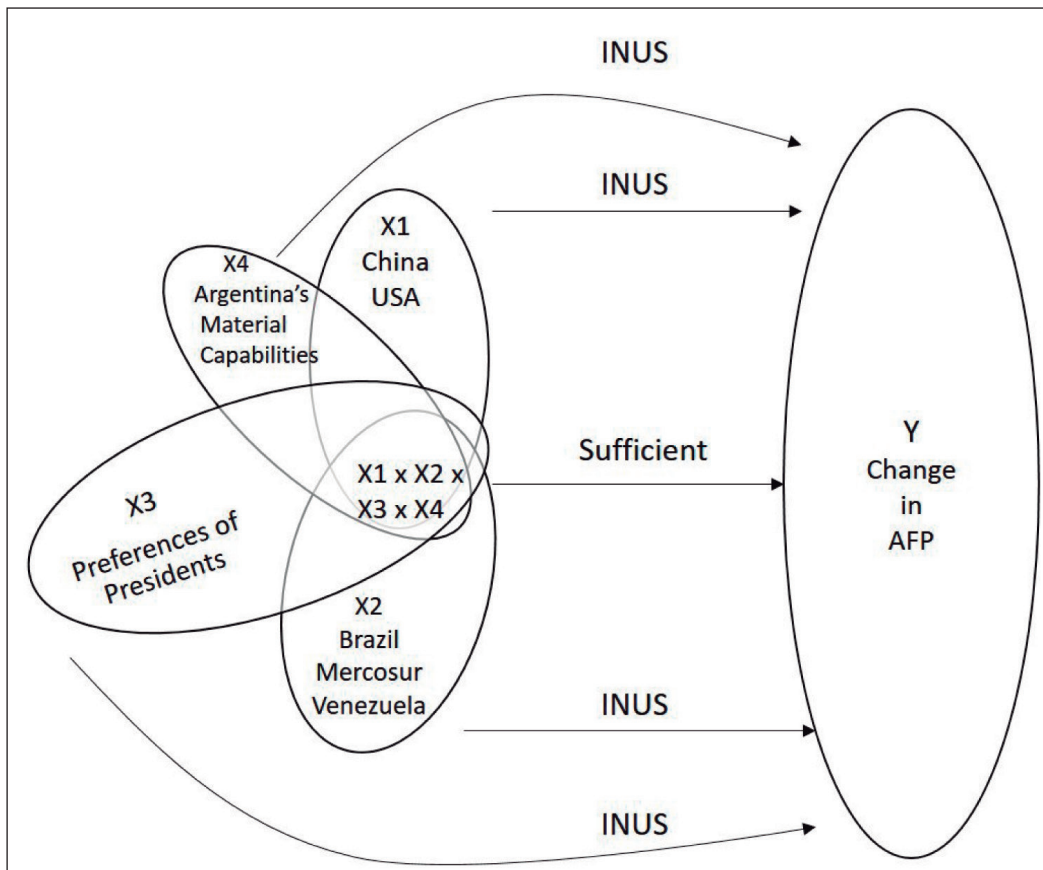 INUS
INUS
X1
China
USA
X4
Argentina’s
Material
Capabilities
Sufficient
X1 x X2 x
X3 x X4
X3
Preferences of
Presidents
Y
Change
in
AFP
X2
Brazil
Mercosur
Venezuela
INUS
INUS